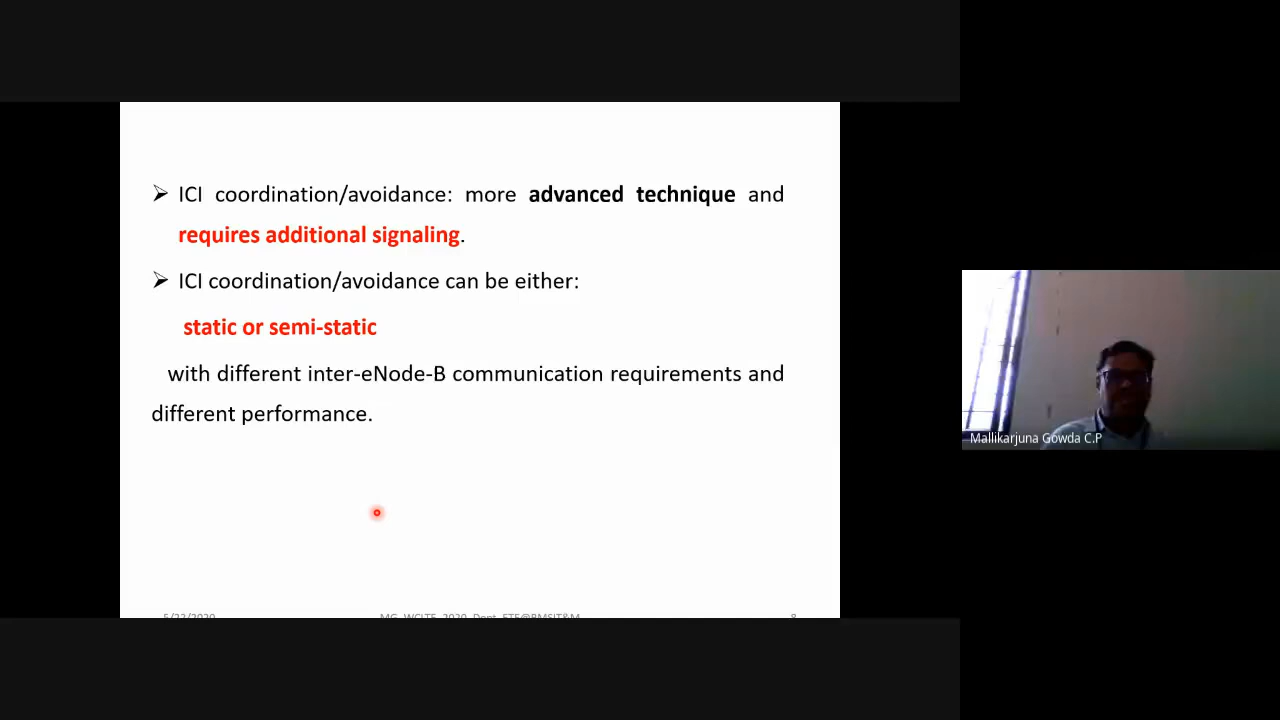 ICI coordination/avoidance: more advanced technique and
requires additional signaling.
ICI coordination/avoidance can be either:
static or semi-static
with different inter-eNode-B communication requirements and
different performance.
Mallikarjuna Gowda C.P
5/23/2020 MG_WCLTE_2020_Dept. ETE@BMSIT&M 8